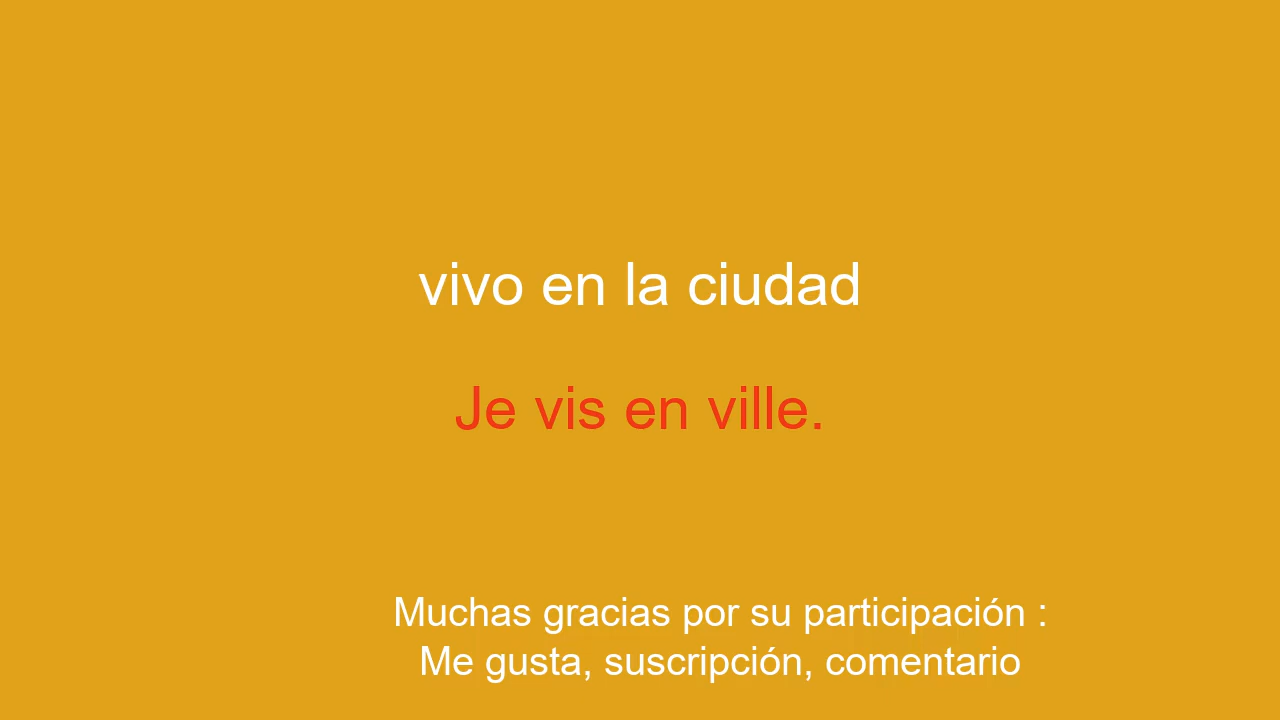 vivo en la ciudad
Je vis en ville.
Muchas gracias por su participación :
Me gusta, suscripción, comentario